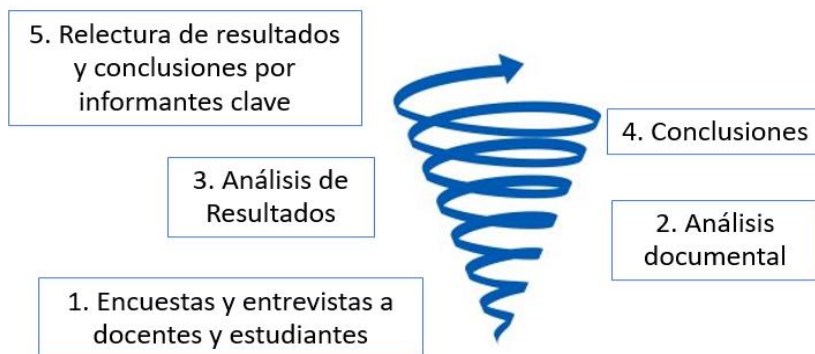 5. Relectura de resultados
y conclusiones por
informantes clave
4. Conclusiones
3. Análisis de
Resultados
2. Análisis
documental
1. Encuestas y entrevistas a
docentes y estudiantes